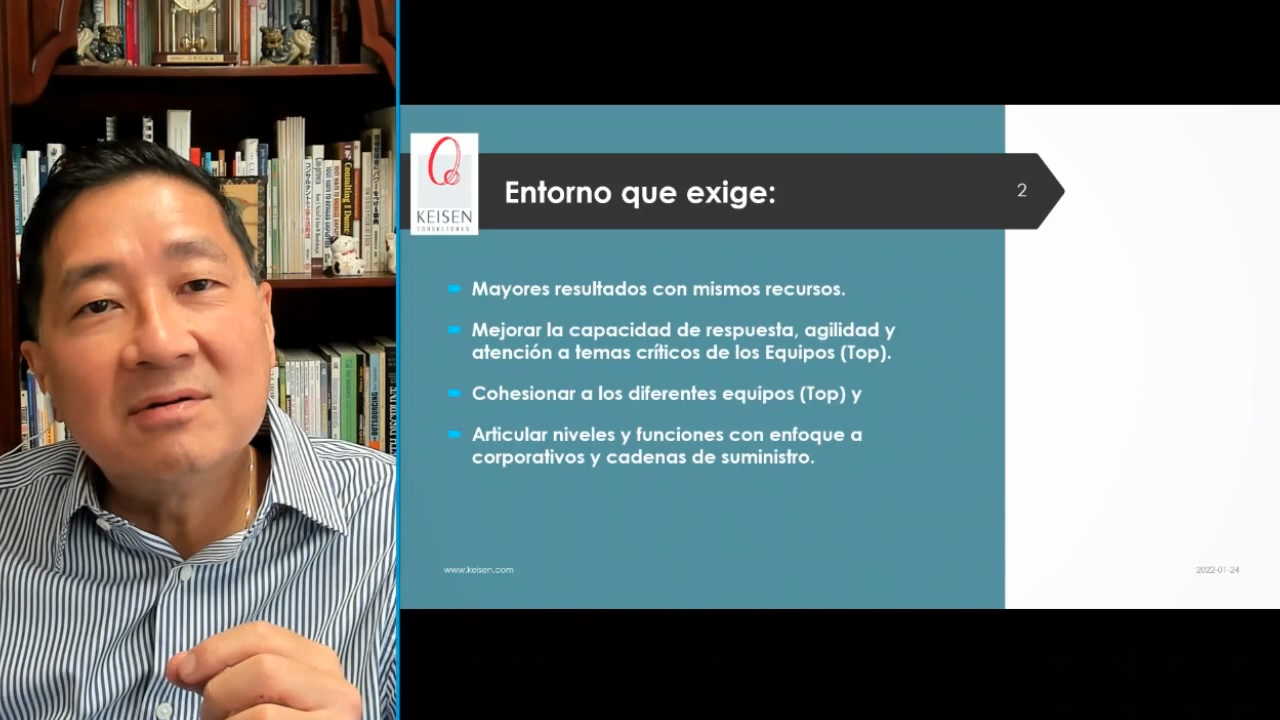 KEISEN
CONSULTORES
Entorno que exige:
2
Mayores resultados con mismos recursos.
Mejorar la capacidad de respuesta, agilidad y
atención a temas críticos de los Equipos (Top).
Cohesionar a los diferentes equipos (Top) y
Articular niveles y funciones con enfoque a
corporativos y cadenas de suministro.
www.keisen.com
2022-01-24